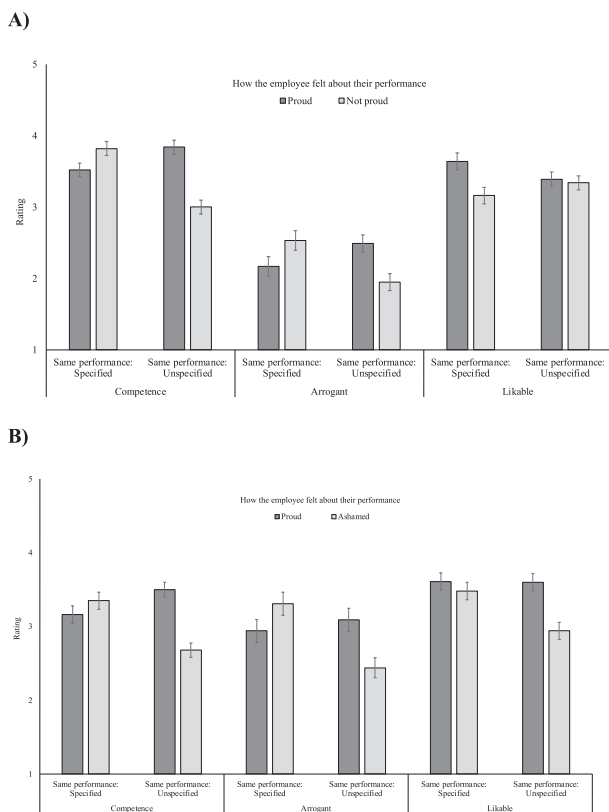 A)
5
How the employee felt about their performance
Proud Not proud
4
Rating
3
2
1
Same performance: Same performance: Same performance: Same performance: Same performance: Same performance:
Specified Unspecified Specified Unspecified Specified Unspecified
Competence Arrogant Likable
B)
5
How the employee felt about their performance
Proud Ashamed
4
Rating
3
2
1
Same performance: Same performance: Same performance: Same performance: Same performance: Same performance:
Specified Unspecified Specified Unspecified Specified Unspecified
Competence Arrogant Likable